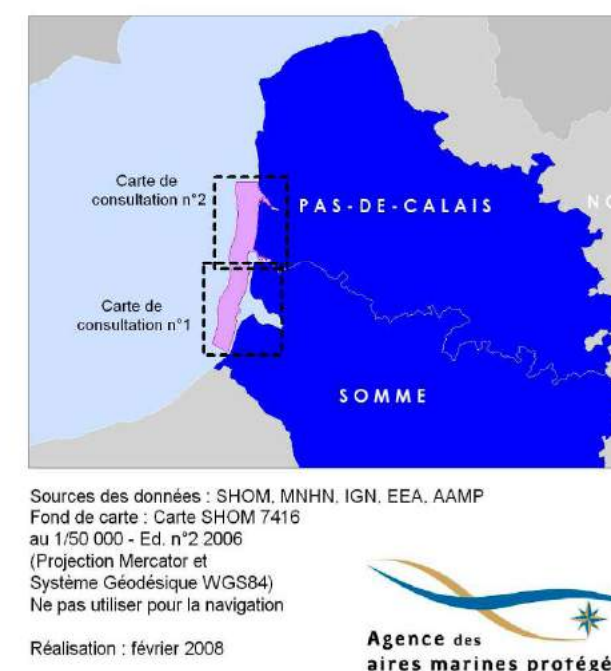 Carte de
consultation n°2
PAS-DE-CALAIS
NO
Carte de
consultation n°1
SOMME
Sources des données : SHOM, MNHN, IGN, EEA, AAMP
Fond de carte : Carte SHOM 7416
au 1/50 000 - Ed. n°2 2006
(Projection Mercator et
Système Géodésique WGS84)
Ne pas utiliser pour la navigation
Réalisation : février 2008
Agence des
aires marines protégé